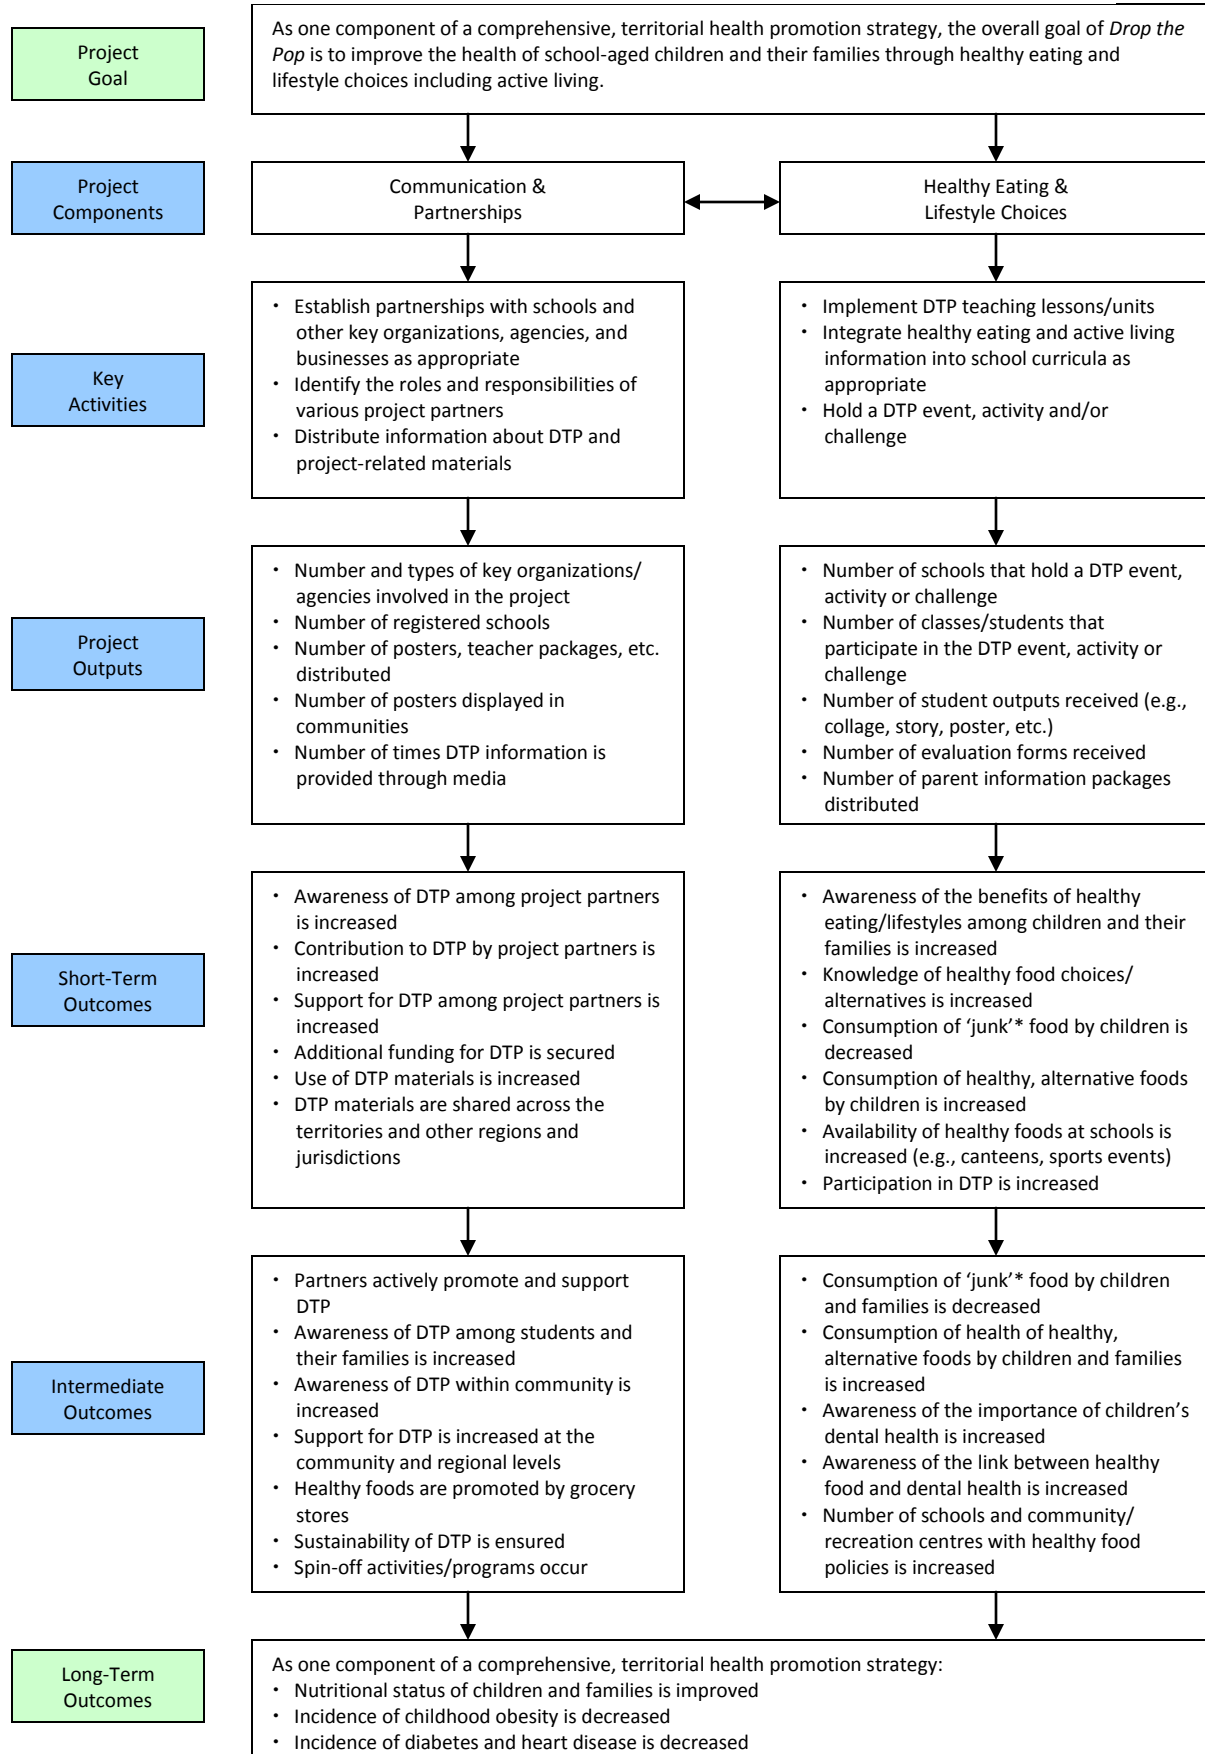 Project
Goal
As one component of a comprehensive, territorial health promotion strategy, the overall goal of Drop the
Pop is to improve the health of school-aged children and their families through healthy eating and
lifestyle choices including active living.
Project
Components
Communication &
Partnerships
Healthy Eating &
Lifestyle Choices
Key
Activities
• Establish partnerships with schools and
other key organizations, agencies, and
businesses as appropriate
• Identify the roles and responsibilities of
various project partners
• Distribute information about DTP and
project-related materials
• Implement DTP teaching lessons/units
• Integrate healthy eating and active living
information into school curricula as
appropriate
• Hold a DTP event, activity and/or
challenge
Project
Outputs
• Number and types of key organizations/
agencies involved in the project
• Number of registered schools
• Number of posters, teacher packages, etc.
distributed
• Number of posters displayed in
communities
• Number of times DTP information is
provided through media
• Number of schools that hold a DTP event,
activity or challenge
• Number of classes/students that
participate in the DTP event, activity or
challenge
• Number of student outputs received (e.g.,
collage, story, poster, etc.)
• Number of evaluation forms received
• Number of parent information packages
distributed
Short-Term
Outcomes
• Awareness of DTP among project partners
is increased
• Contribution to DTP by project partners is
increased
• Support for DTP among project partners is
increased
• Additional funding for DTP is secured
• Use of DTP materials is increased
• DTP materials are shared across the
territories and other regions and
jurisdictions
• Awareness of the benefits of healthy
eating/lifestyles among children and their
families is increased
• Knowledge of healthy food choices/
alternatives is increased
• Consumption of ‘junk’* food by children is
decreased
• Consumption of healthy, alternative foods
by children is increased
• Availability of healthy foods at schools is
increased (e.g., canteens, sports events)
• Participation in DTP is increased
Intermediate
Outcomes
• Partners actively promote and support
DTP
• Awareness of DTP among students and
their families is increased
• Awareness of DTP within community is
increased
• Support for DTP is increased at the
community and regional levels
• Healthy foods are promoted by grocery
stores
• Sustainability of DTP is ensured
• Spin-off activities/programs occur
• Consumption of ‘junk’* food by children
and families is decreased
• Consumption of health of healthy,
alternative foods by children and families
is increased
• Awareness of the importance of children’s
dental health is increased
• Awareness of the link between healthy
food and dental health is increased
• Number of schools and community/
recreation centres with healthy food
policies is increased
Long-Term
Outcomes
As one component of a comprehensive, territorial health promotion strategy:
• Nutritional status of children and families is improved
• Incidence of childhood obesity is decreased
• Incidence of diabetes and heart disease is decreased